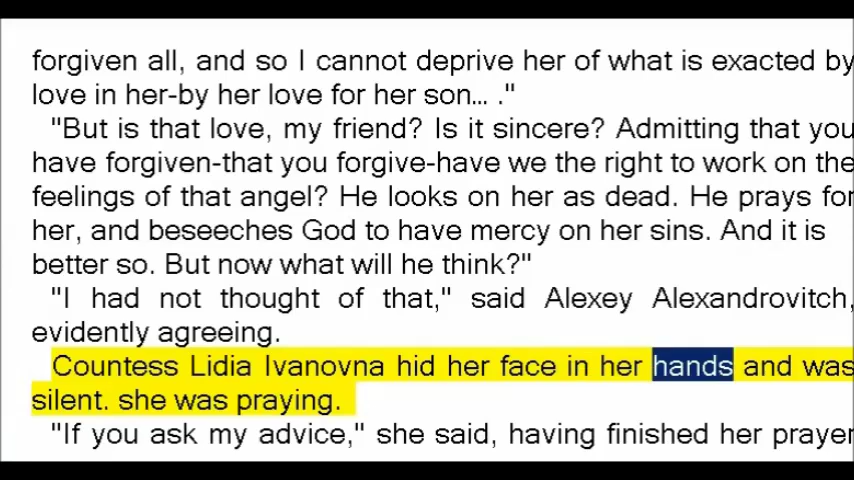 forgiven all, and so I cannot deprive her of what is exacted by
love in her-by her love for her son... ."
"But is that love, my friend? Is it sincere? Admitting that you
have forgiven-that you forgive-have we the right to work on the
feelings of that angel? He looks on her as dead. He prays for
her, and beseeches God to have mercy on her sins. And it is
better so. But now what will he think?"
"I had not thought of that," said Alexey Alexandrovitch,
evidently agreeing.
Countess Lidia Ivanovna hid her face in her hands and was
silent. she was praying.
"If you ask my advice," she said, having finished her prayer